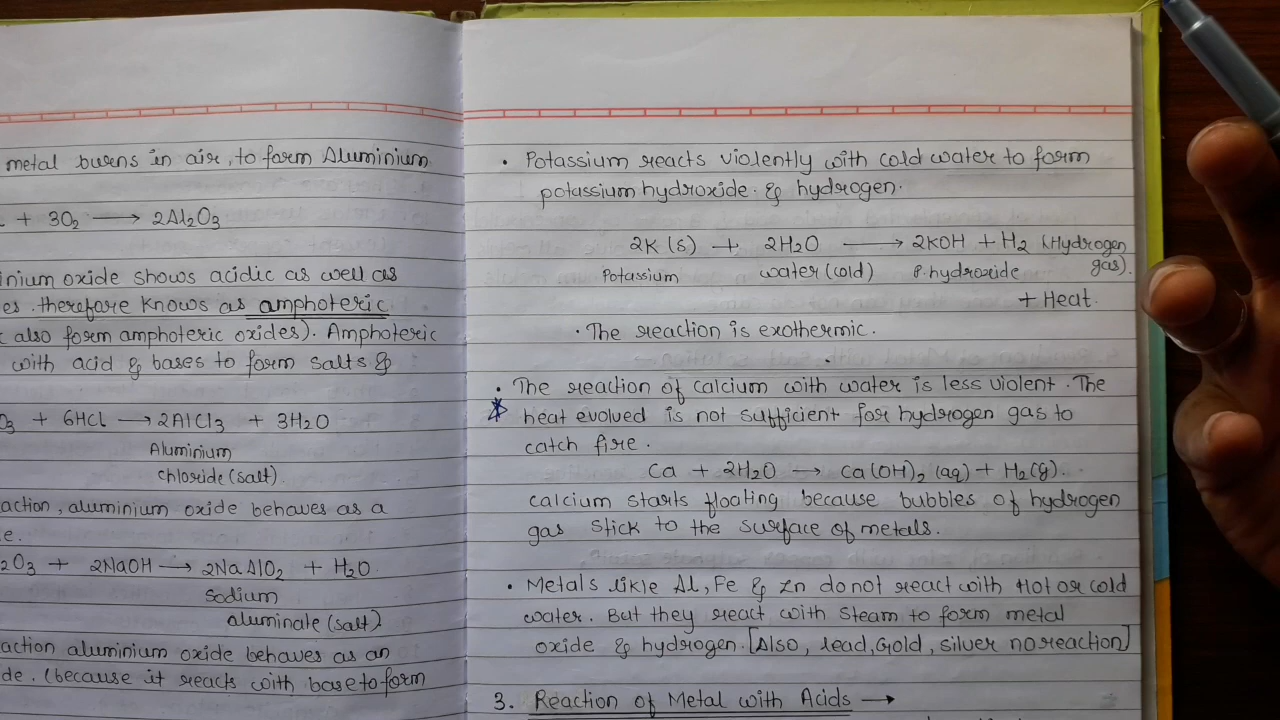 metal burns in air, to form Aluminium
+ 3O₂ ⟶ 2Al₂O₃
inium oxide shows acidic as well as
es. therefore knows as amphoteric
also form amphoteric oxides). Amphoteric
with acid & bases to form salts &
O₃ + 6HCl ⟶ 2AlCl₃ + 3H₂O
Aluminium
chloride (salt).
action, aluminium oxide behaves as a
e.
₂O₃ + 2NaOH ⟶ 2NaAlO₂ + H₂O
Sodium
aluminate (salt)
action aluminium oxide behaves as an
de. (because it reacts with base to form
• Potassium reacts violently with cold water to form
potassium hydroxide. & hydrogen.
2K (s) + 2H₂O ⟶ 2KOH + H₂ (Hydrogen
Potassium water (cold) P. hydroxide gas).
+ Heat.
• The reaction is exothermic.
• The reaction of calcium with water is less violent. The
heat evolved is not sufficient for hydrogen gas to
catch fire.
Ca + 2H₂O → Ca(OH)₂ (aq) + H₂(g).
calcium starts floating because bubbles of hydrogen
gas stick to the surface of metals.
• Metals likle Al, Fe & Zn do not react with Hot or cold
water. But they react with Steam to form metal
oxide & hydrogen. [Also, lead, Gold, silver no reaction]
3. Reaction of Metal with Acids →